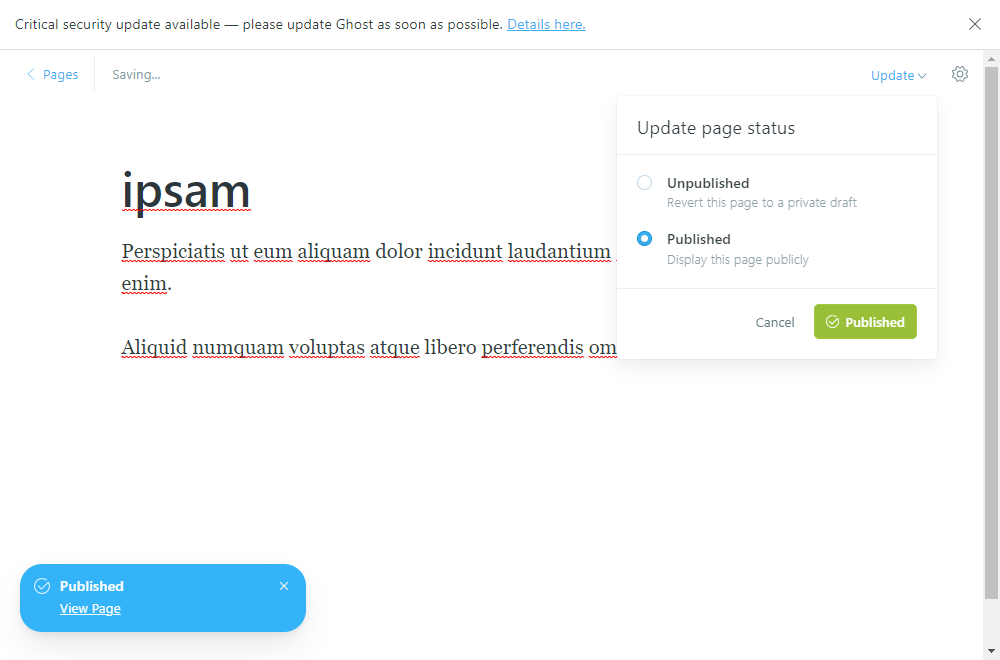 Critical security update available — please update Ghost as soon as possible. Details here.
Pages
Saving...
Update
Update page status
Unpublished
Revert this page to a private draft
Published
Display this page publicly
Cancel
Published
ipsam
Perspiciatis ut eum aliquam dolor incidunt laudantium
enim.
Aliquid numquam voluptas atque libero perferendis om
Published
View Page